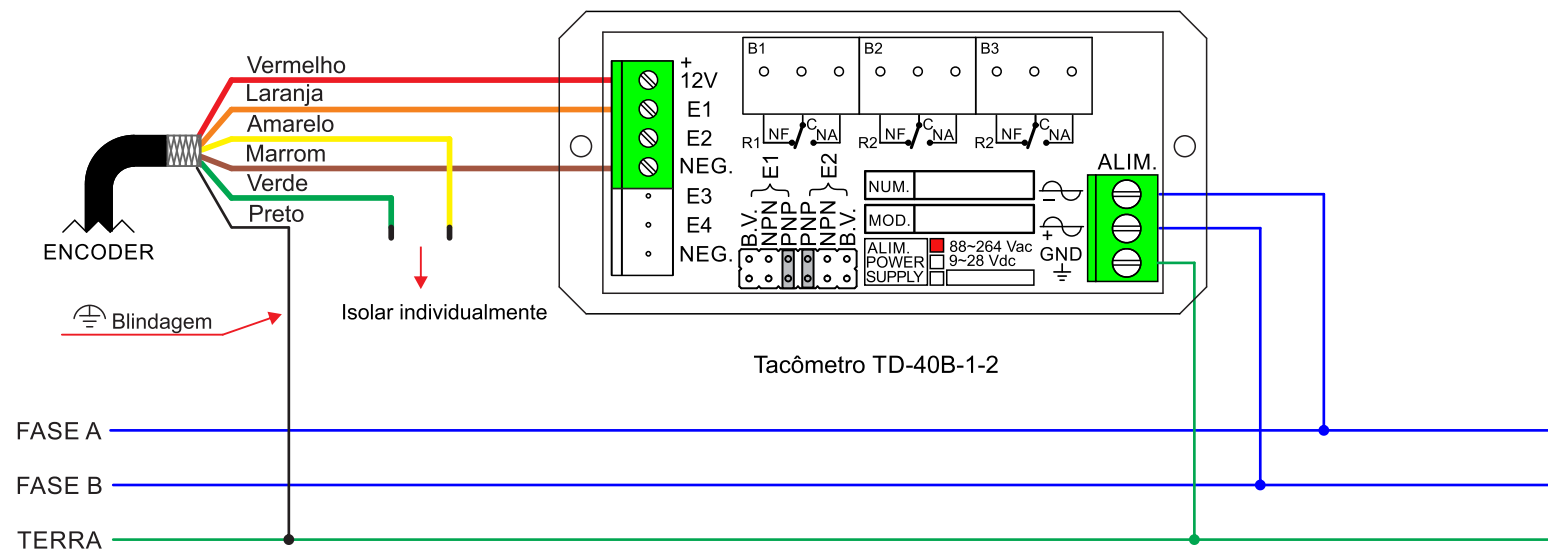 Vermelho
Laranja
Amarelo
Marrom
Verde
Preto
ENCODER
Blindagem
Isolar individualmente
+
12V
E1
E2
NEG.
E3
E4
NEG.
B1
B2
B3
R1 NF C NA
R2 NF C NA
R2 NF C NA
E1 E2
B.V. NPN PNP PNP NPN B.V.
NUM.
MOD.
ALIM.
POWER
SUPPLY
88~264 Vac
9~28 Vdc
ALIM.
−
+
GND
Tacômetro TD-40B-1-2
FASE A
FASE B
TERRA